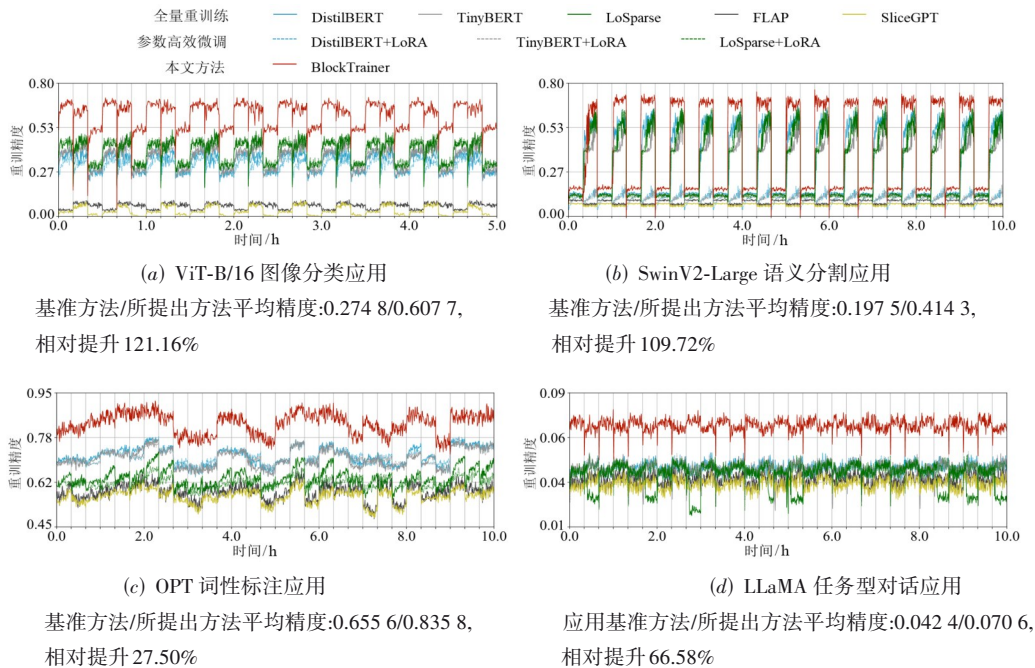 全量重训练 DistilBERT TinyBERT LoSparse FLAP SliceGPT
参数高效微调 DistilBERT+LoRA TinyBERT+LoRA LoSparse+LoRA
本文方法 BlockTrainer
0.80
0.53
0.27
0.00
重训精度
0.0 1.0 2.0 3.0 4.0 5.0
时间/h
(a) ViT-B/16 图像分类应用
基准方法/所提出方法平均精度:0.274 8/0.607 7,
相对提升121.16%
0.80
0.53
0.27
0.00
重训精度
0.0 2.0 4.0 6.0 8.0 10.0
时间/h
(b) SwinV2-Large 语义分割应用
基准方法/所提出方法平均精度:0.197 5/0.414 3,
相对提升109.72%
0.95
0.78
0.62
0.45
重训精度
0.0 2.0 4.0 6.0 8.0 10.0
时间/h
(c) OPT 词性标注应用
基准方法/所提出方法平均精度:0.655 6/0.835 8,
相对提升27.50%
0.09
0.06
0.04
0.01
重训精度
0.0 2.0 4.0 6.0 8.0 10.0
时间/h
(d) LLaMA 任务型对话应用
应用基准方法/所提出方法平均精度:0.042 4/0.070 6,
相对提升66.58%